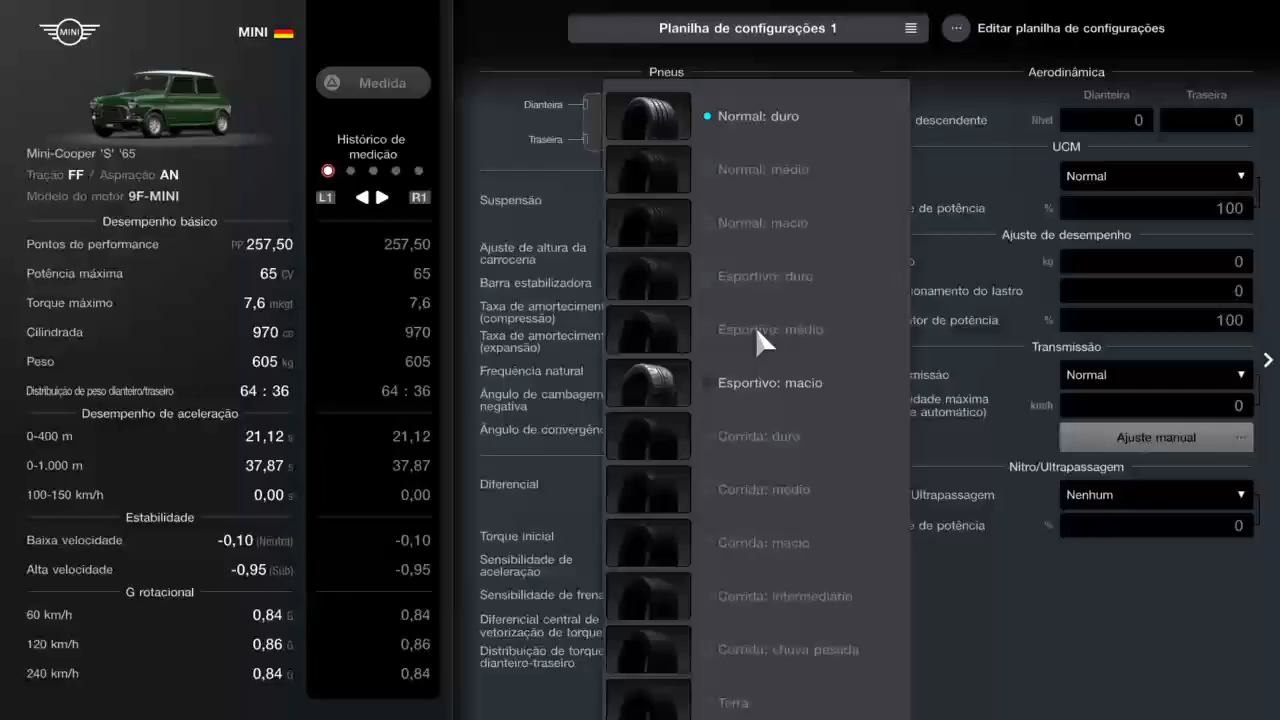 MINI
MINI
Mini-Cooper 'S' '65
Tração FF / Aspiração AN
Modelo do motor 9F-MINI
Desempenho básico
Pontos de performance PP 257,50
Potência máxima 65 CV
Torque máximo 7,6 mkgf
Cilindrada 970 cc
Peso 605 kg
Distribuição de peso dianteiro/traseiro 64 : 36
Desempenho de aceleração
0-400 m 21,12 s
0-1.000 m 37,87 s
100-150 km/h 0,00 s
Estabilidade
Baixa velocidade -0,10 (Neutra)
Alta velocidade -0,95 (Sub)
G rotacional
60 km/h 0,84 G
120 km/h 0,86 G
240 km/h 0,84 G
Medida
Histórico de
medição
L1 R1
257,50
65
7,6
970
605
64 : 36
21,12
37,87
0,00
-0,10
-0,95
0,84
0,86
0,84
Planilha de configurações 1
Editar planilha de configurações
Pneus
Dianteira
Traseira
Suspensão
Ajuste de altura da
carroceria
Barra estabilizadora
Taxa de amorteciment
(compressão)
Taxa de amorteciment
(expansão)
Frequência natural
Ângulo de cambagem
negativa
Ângulo de convergênc
Diferencial
Torque inicial
Sensibilidade de
aceleração
Sensibilidade de frena
Diferencial central de
vetorização de torque
Distribuição de torque
dianteiro-traseiro
Normal: duro
Normal: médio
Normal: macio
Esportivo: duro
Esportivo: médio
Esportivo: macio
Corrida: duro
Corrida: médio
Corrida: macio
Corrida: intermediário
Corrida: chuva pesada
Terra
Aerodinâmica
Dianteira Traseira
descendente Nível 0 0
UCM
Normal
e de potência % 100
Ajuste de desempenho
o kg 0
ionamento do lastro 0
tor de potência % 100
Transmissão
missão Normal
edade máxima
e automático) km/h 0
Ajuste manual
Nitro/Ultrapassagem
Ultrapassagem Nenhum
e de potência % 0